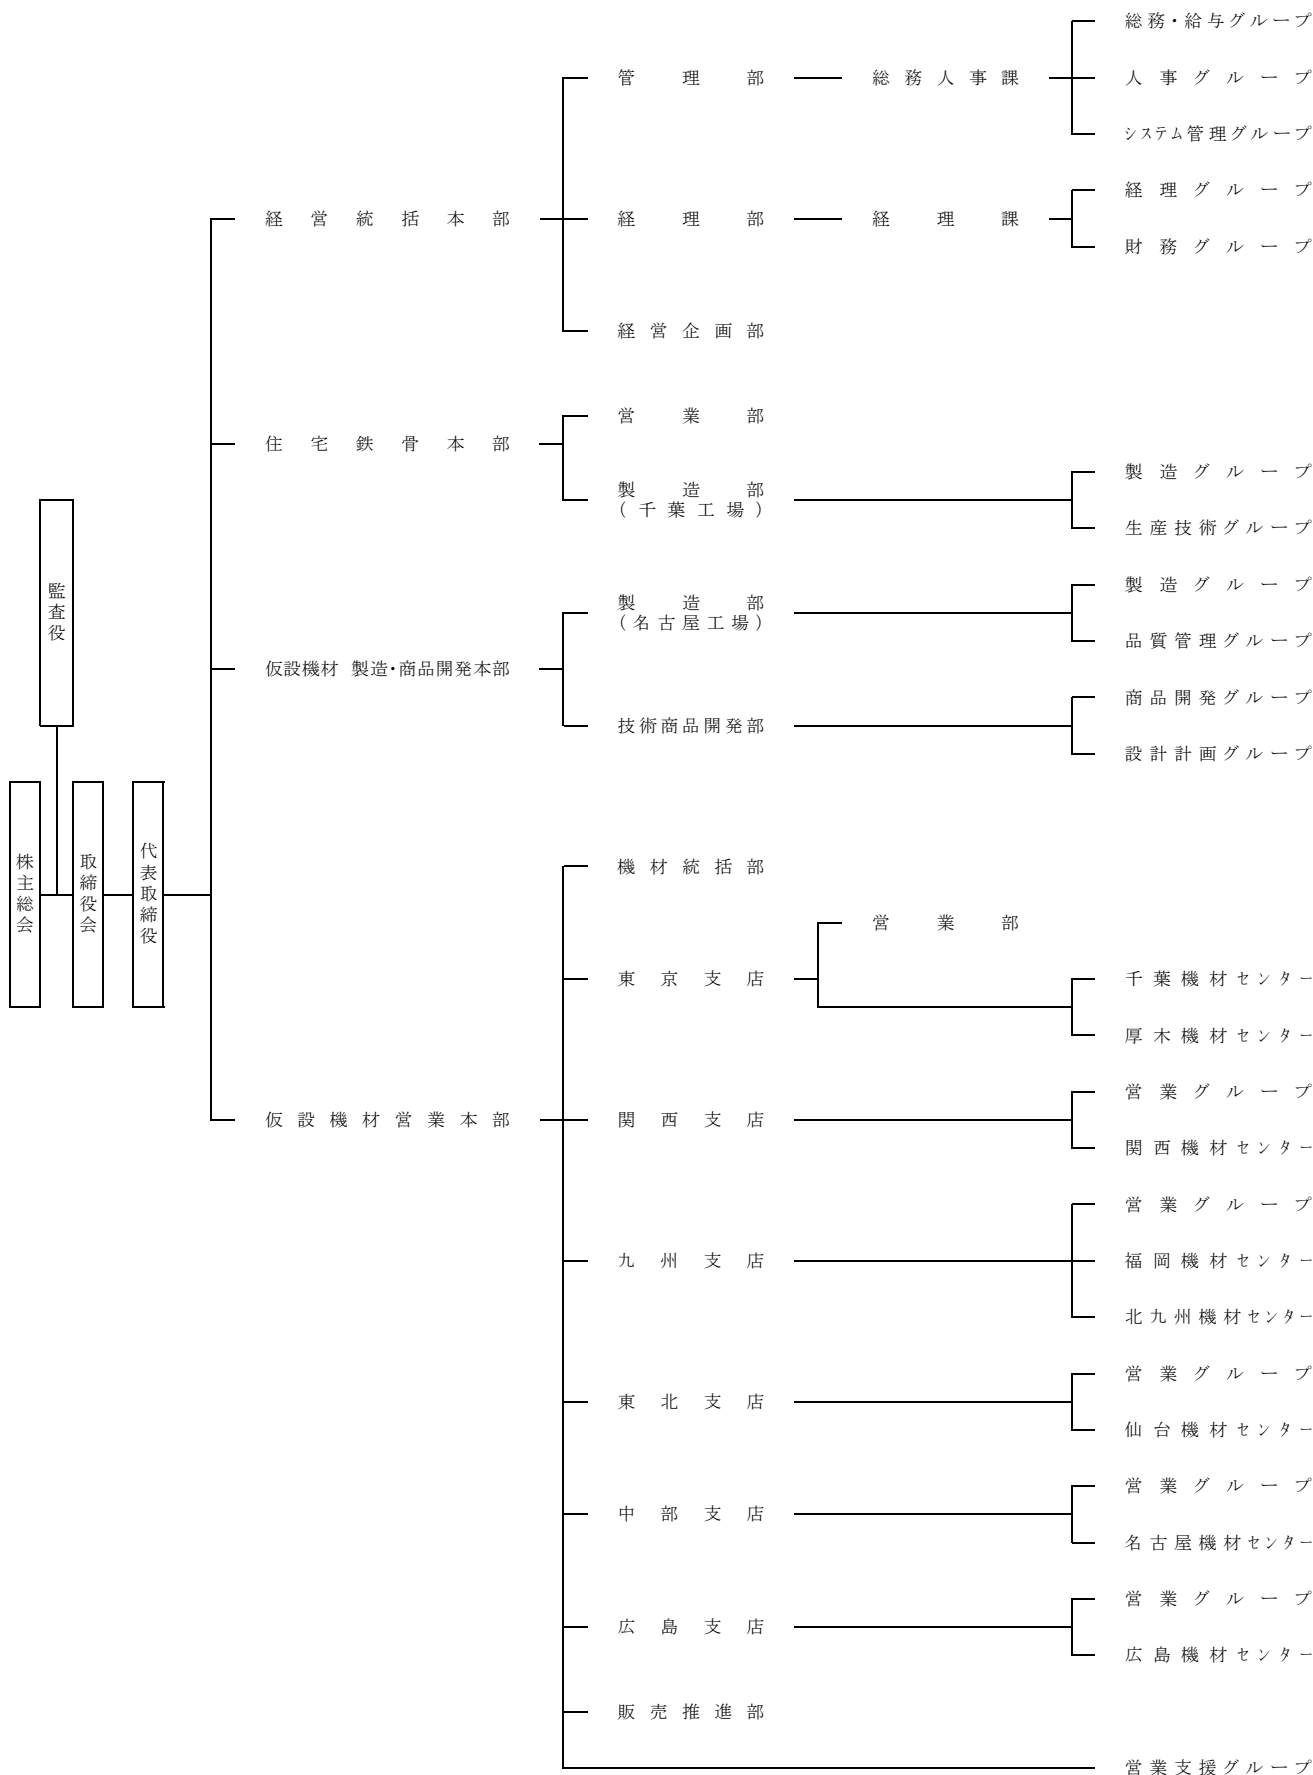 総務・給与グループ
管理部
総務人事課
人事グループ
システム管理グループ
経理グループ
経営統括本部
経理部
経理課
財務グループ
経営企画部
営業部
住宅鉄骨本部
製造グループ
製造部
(千葉工場)
生産技術グループ
監査役
製造グループ
製造部
(名古屋工場)
品質管理グループ
仮設機材 製造・商品開発本部
商品開発グループ
技術商品開発部
設計計画グループ
株主総会
取締役会
代表取締役
機材統括部
営業部
東京支店
千葉機材センター
厚木機材センター
営業グループ
仮設機材営業本部
関西支店
関西機材センター
営業グループ
九州支店
福岡機材センター
北九州機材センター
営業グループ
東北支店
仙台機材センター
営業グループ
中部支店
名古屋機材センター
営業グループ
広島支店
広島機材センター
販売推進部
営業支援グループ